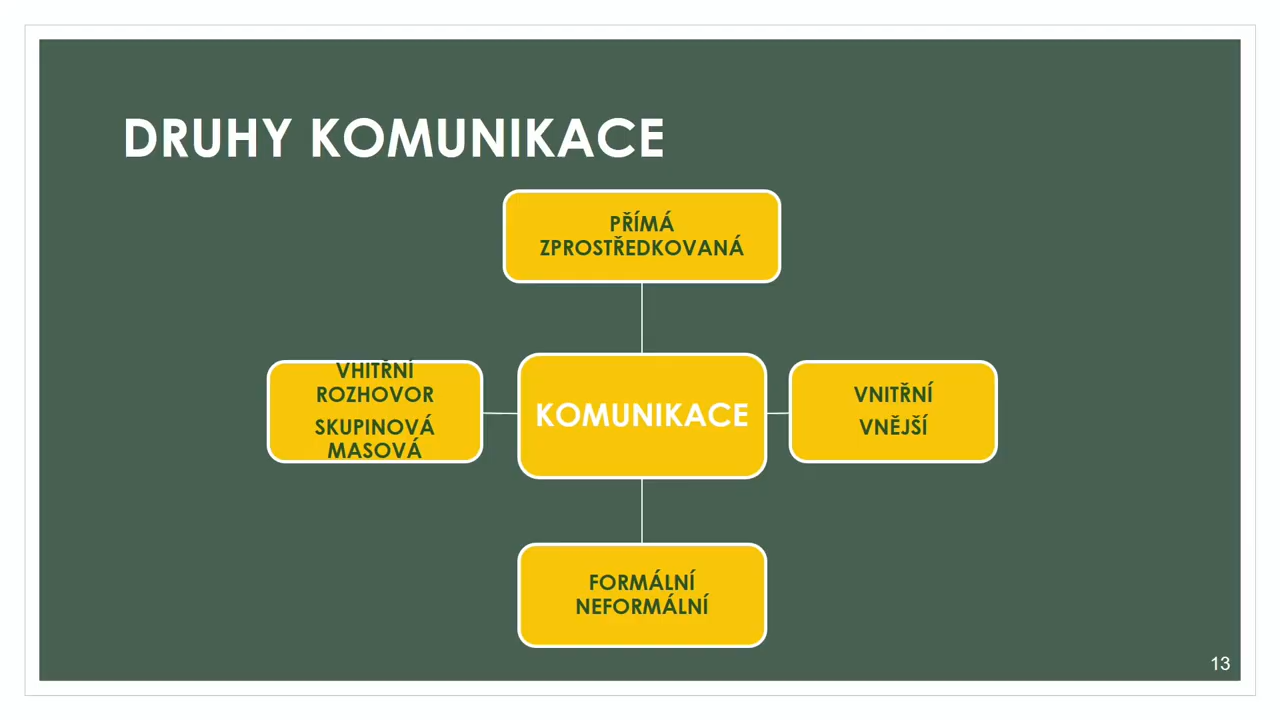 DRUHY KOMUNIKACE
PŘÍMÁ
ZPROSTŘEDKOVANÁ
VHITŘNÍ
ROZHOVOR
SKUPINOVÁ
MASOVÁ
KOMUNIKACE
VNITŘNÍ
VNĚJŠÍ
FORMÁLNÍ
NEFORMÁLNÍ
13